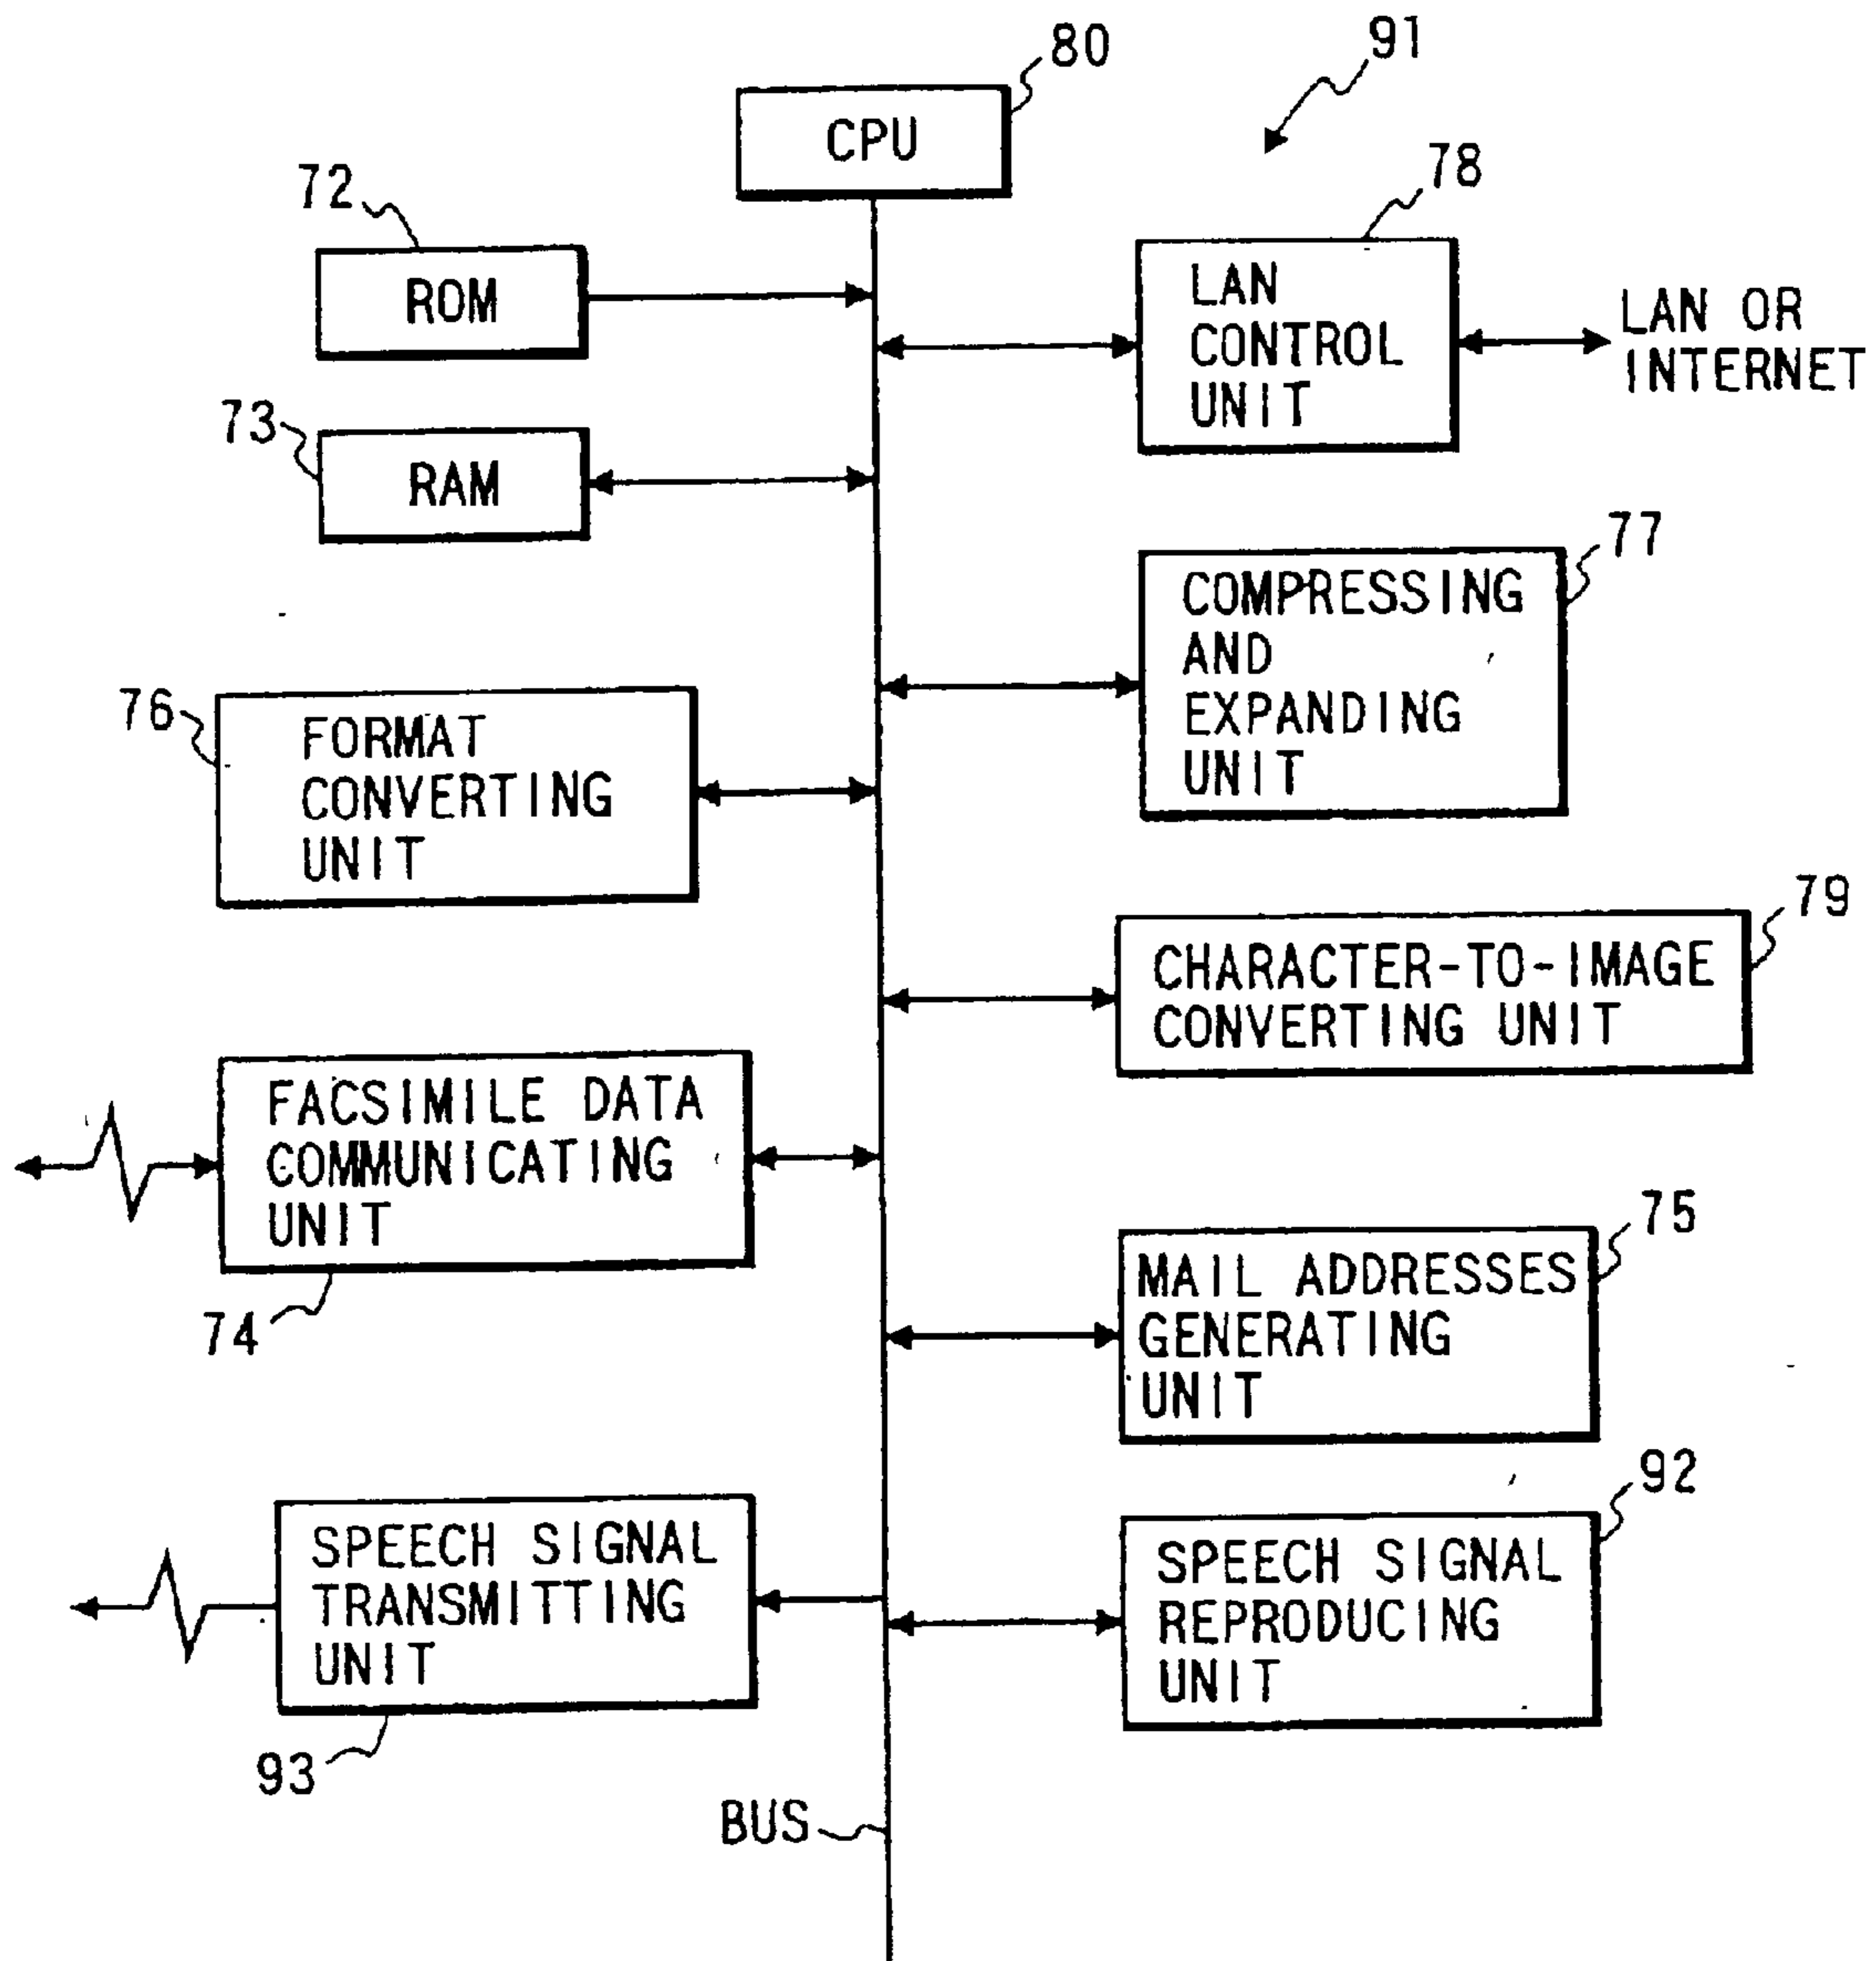 80
91
CPU
72
78
ROM
LAN
CONTROL
UNIT
LAN OR
INTERNET
73
RAM
77
COMPRESSING
AND
EXPANDING
UNIT
76
FORMAT
CONVERTING
UNIT
79
CHARACTER-TO-IMAGE
CONVERTING UNIT
FACSIMILE DATA
COMMUNICATING
UNIT
74
75
MAIL ADDRESSES
GENERATING
UNIT
92
SPEECH SIGNAL
TRANSMITTING
UNIT
93
SPEECH SIGNAL
REPRODUCING
UNIT
BUS